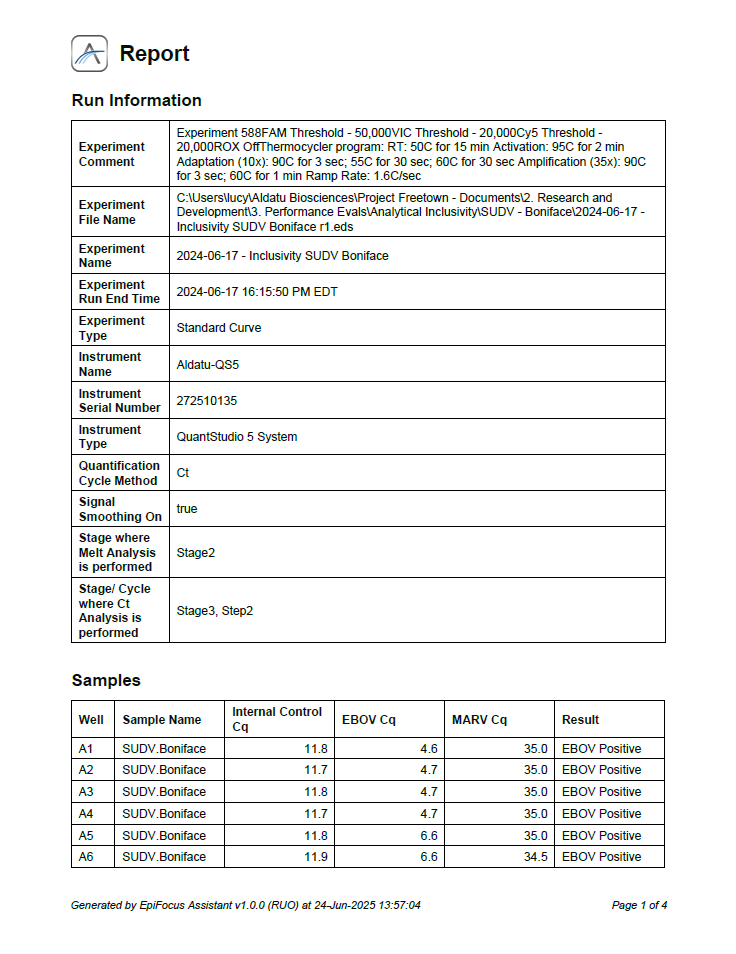 Report
Run Information
Experiment Comment
Experiment 588FAM Threshold - 50,000VIC Threshold - 20,000Cy5 Threshold -
20,000ROX OffThermocycler program: RT: 50C for 15 min Activation: 95C for 2 min
Adaptation (10x): 90C for 3 sec; 55C for 30 sec; 60C for 30 sec Amplification (35x): 90C
for 3 sec; 60C for 1 min Ramp Rate: 1.6C/sec
Experiment File Name
C:\Users\lucy\Aldatu Biosciences\Project Freetown - Documents\2. Research and
Development\3. Performance Evals\Analytical Inclusivity\SUDV - Boniface\2024-06-17 -
Inclusivity SUDV Boniface r1.eds
Experiment Name
2024-06-17 - Inclusivity SUDV Boniface
Experiment Run End Time
2024-06-17 16:15:50 PM EDT
Experiment Type
Standard Curve
Instrument Name
Aldatu-QS5
Instrument Serial Number
272510135
Instrument Type
QuantStudio 5 System
Quantification Cycle Method
Ct
Signal Smoothing On
true
Stage where Melt Analysis is performed
Stage2
Stage/ Cycle where Ct Analysis is performed
Stage3, Step2
Samples
Well Sample Name Internal Control Cq EBOV Cq MARV Cq Result
A1 SUDV.Boniface 11.8 4.6 35.0 EBOV Positive
A2 SUDV.Boniface 11.7 4.7 35.0 EBOV Positive
A3 SUDV.Boniface 11.8 4.7 35.0 EBOV Positive
A4 SUDV.Boniface 11.7 4.7 35.0 EBOV Positive
A5 SUDV.Boniface 11.8 6.6 35.0 EBOV Positive
A6 SUDV.Boniface 11.9 6.6 34.5 EBOV Positive
Generated by EpiFocus Assistant v1.0.0 (RUO) at 24-Jun-2025 13:57:04 Page 1 of 4